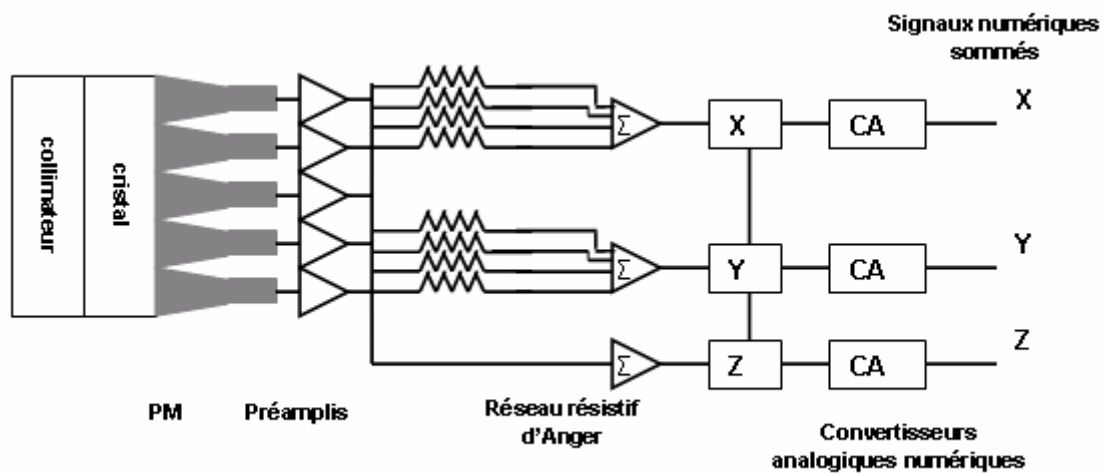 Signaux numériques
sommés
X
collimateur
cristal
Σ
X
CA
Y
Σ
Y
CA
Z
Σ
Z
CA
PM
Préamplis
Réseau résistif
d'Anger
Convertisseurs
analogiques numériques